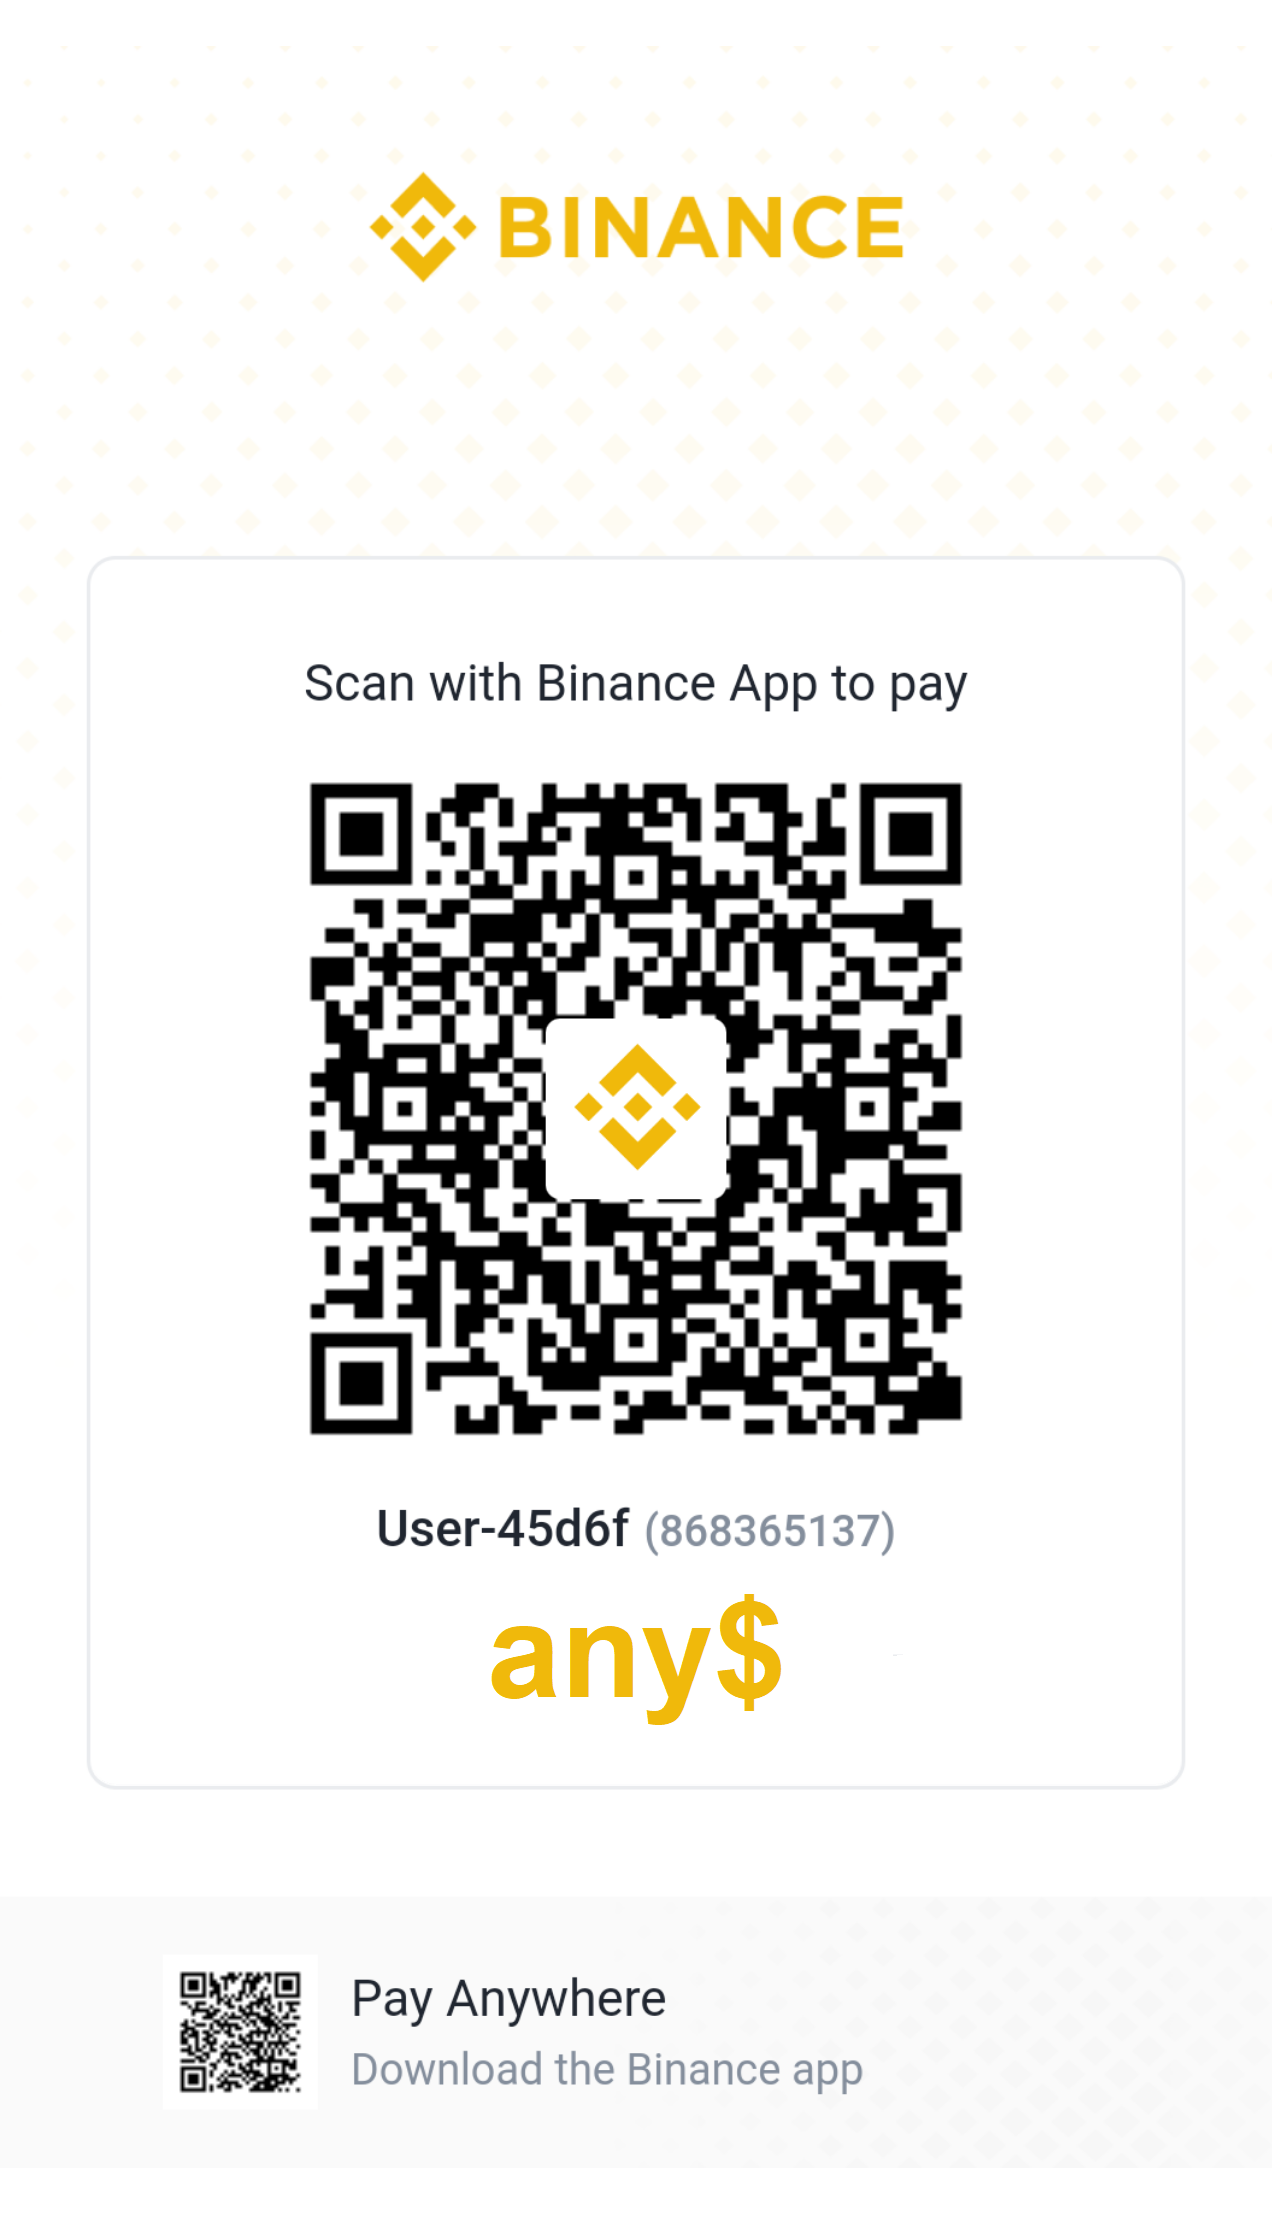 BINANCE
Scan with Binance App to pay
User-45d6f (868365137)
any$
Pay Anywhere
Download the Binance app